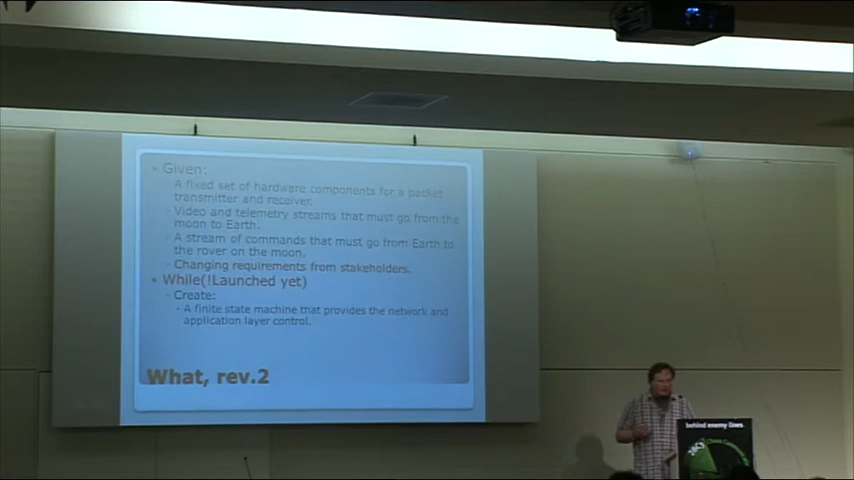 Given:
A fixed set of hardware components for a packet
transmitter and receiver.
Video and telemetry streams that must go from the
moon to Earth.
A stream of commands that must go from Earth to
the rover on the moon.
Changing requirements from stakeholders.
While(!Launched yet)
Create:
A finite state machine that provides the network and
application layer control.
What, rev.2
behind enemy lines